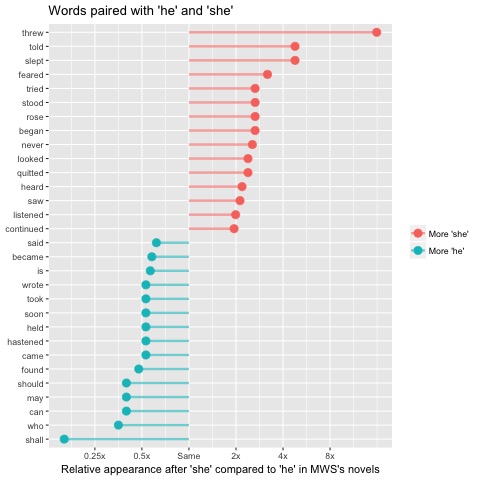 Words paired with 'he' and 'she'
threw
told
slept
feared
tried
stood
rose
began
never
looked
quitted
heard
saw
listened
continued
said
became
is
wrote
took
soon
held
hastened
came
found
should
may
can
who
shall
More 'she'
More 'he'
0.25x 0.5x Same 2x 4x 8x
Relative appearance after 'she' compared to 'he' in MWS's novels